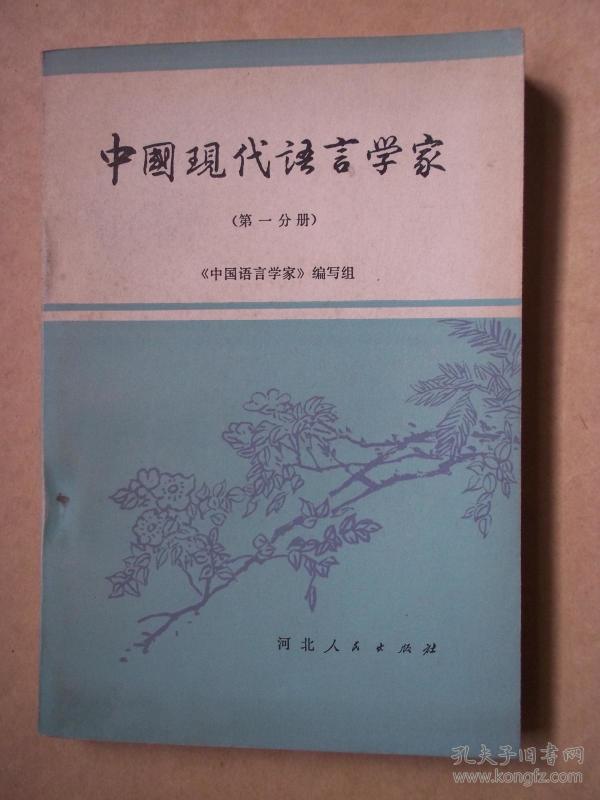 中國現代语言学家
（第一分册）
《中国语言学家》编写组
河北人民出版社
孔夫子旧书网
www.kongfz.com